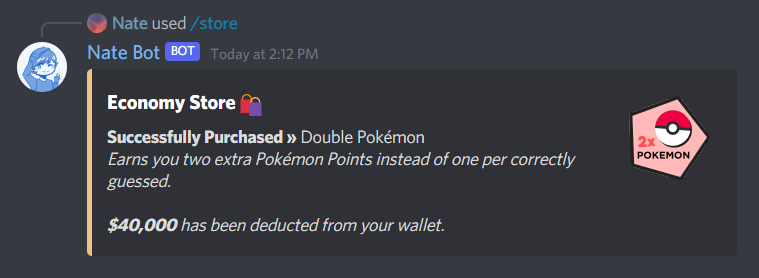 Nate used /store
Nate Bot BOT Today at 2:12 PM
Economy Store 🛍️
Successfully Purchased » Double Pokémon
Earns you two extra Pokémon Points instead of one per correctly
guessed.
2x
POKEMON
$40,000 has been deducted from your wallet.